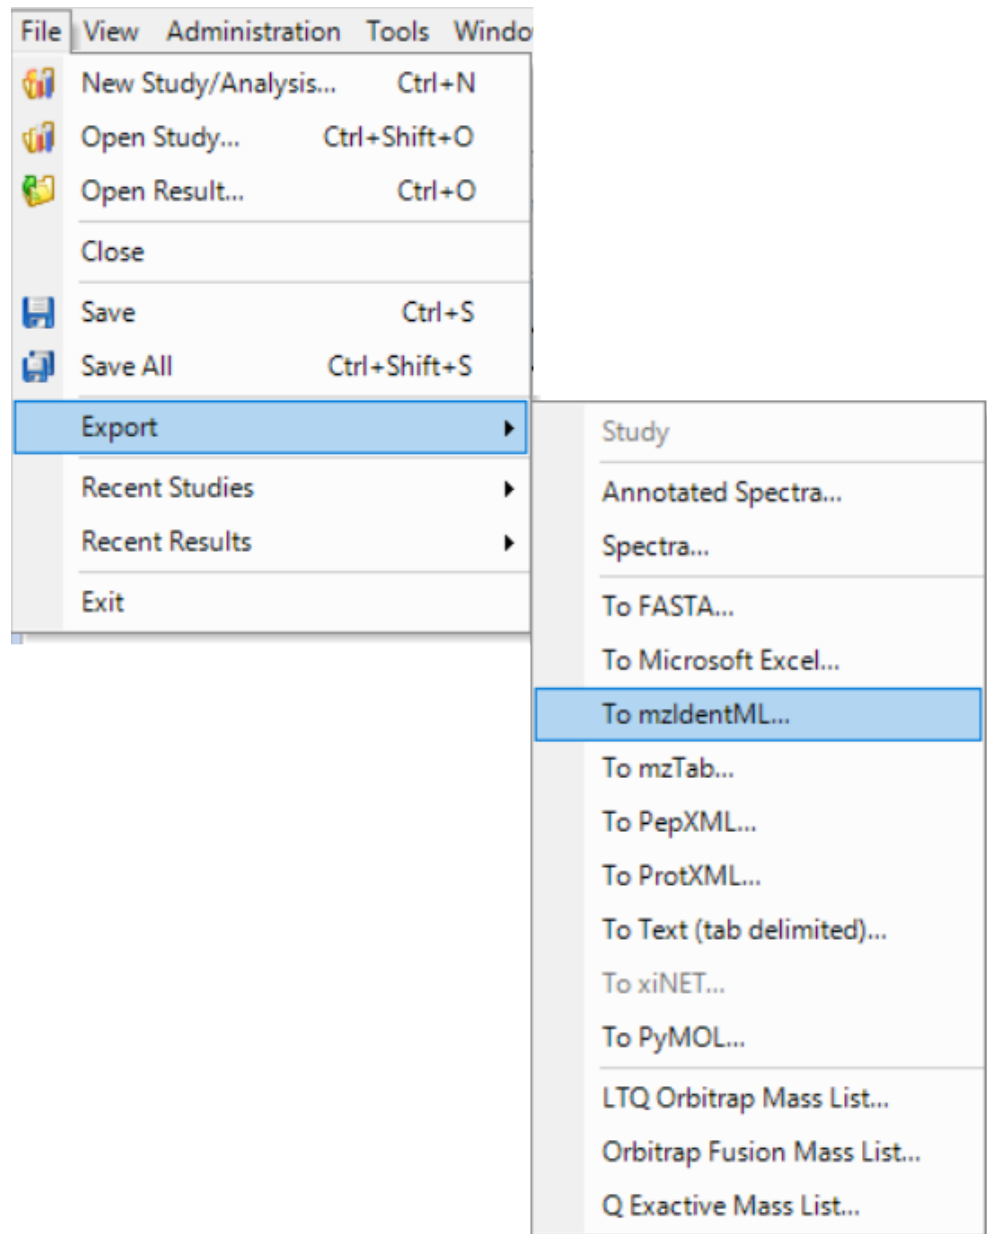 File View Administration Tools Windo
New Study/Analysis... Ctrl+N
Open Study... Ctrl+Shift+O
Open Result... Ctrl+O
Close
Save Ctrl+S
Save All Ctrl+Shift+S
Export
Recent Studies
Recent Results
Exit
Study
Annotated Spectra...
Spectra...
To FASTA...
To Microsoft Excel...
To mzIdentML...
To mzTab...
To PepXML...
To ProtXML...
To Text (tab delimited)...
To xiNET...
To PyMOL...
LTQ Orbitrap Mass List...
Orbitrap Fusion Mass List...
Q Exactive Mass List...